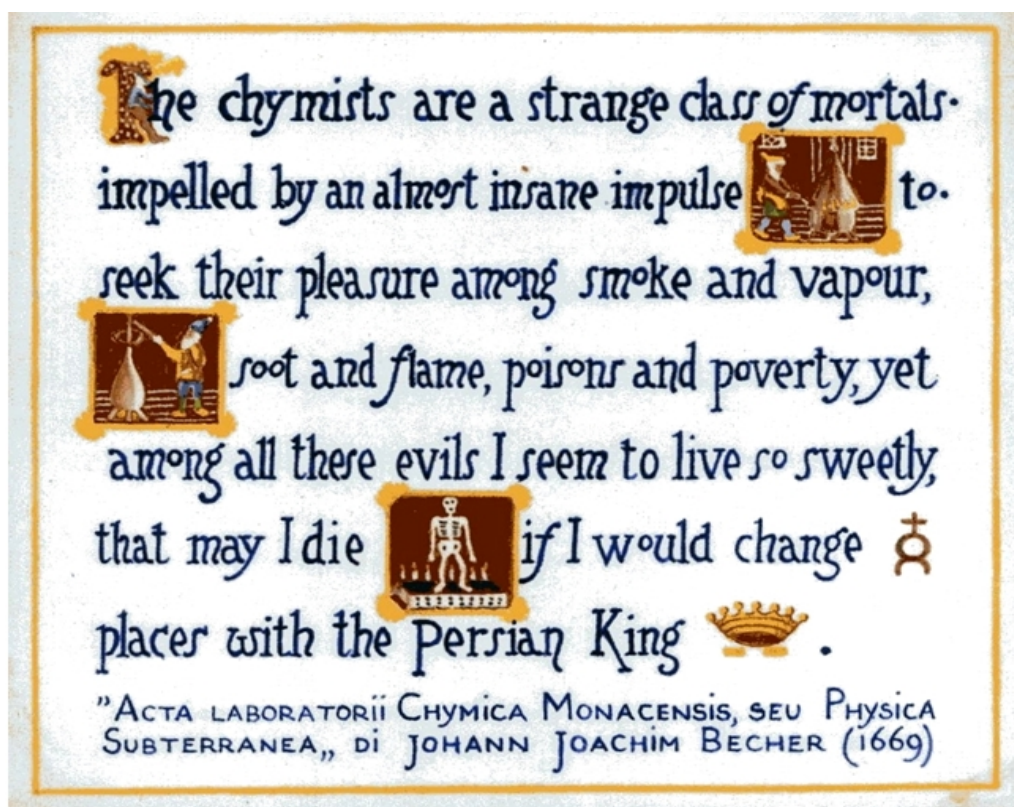 The chymists are a strange class of mortals.
impelled by an almost insane impulse to.
seek their pleasure among smoke and vapour,
soot and flame, poisons and poverty, yet
among all these evils I seem to live so sweetly,
that may I die if I would change
places with the Persian King .
"Acta laboratorii Chymica Monacensis, seu Physica
Subterranea„ di Johann Joachim Becher (1669)